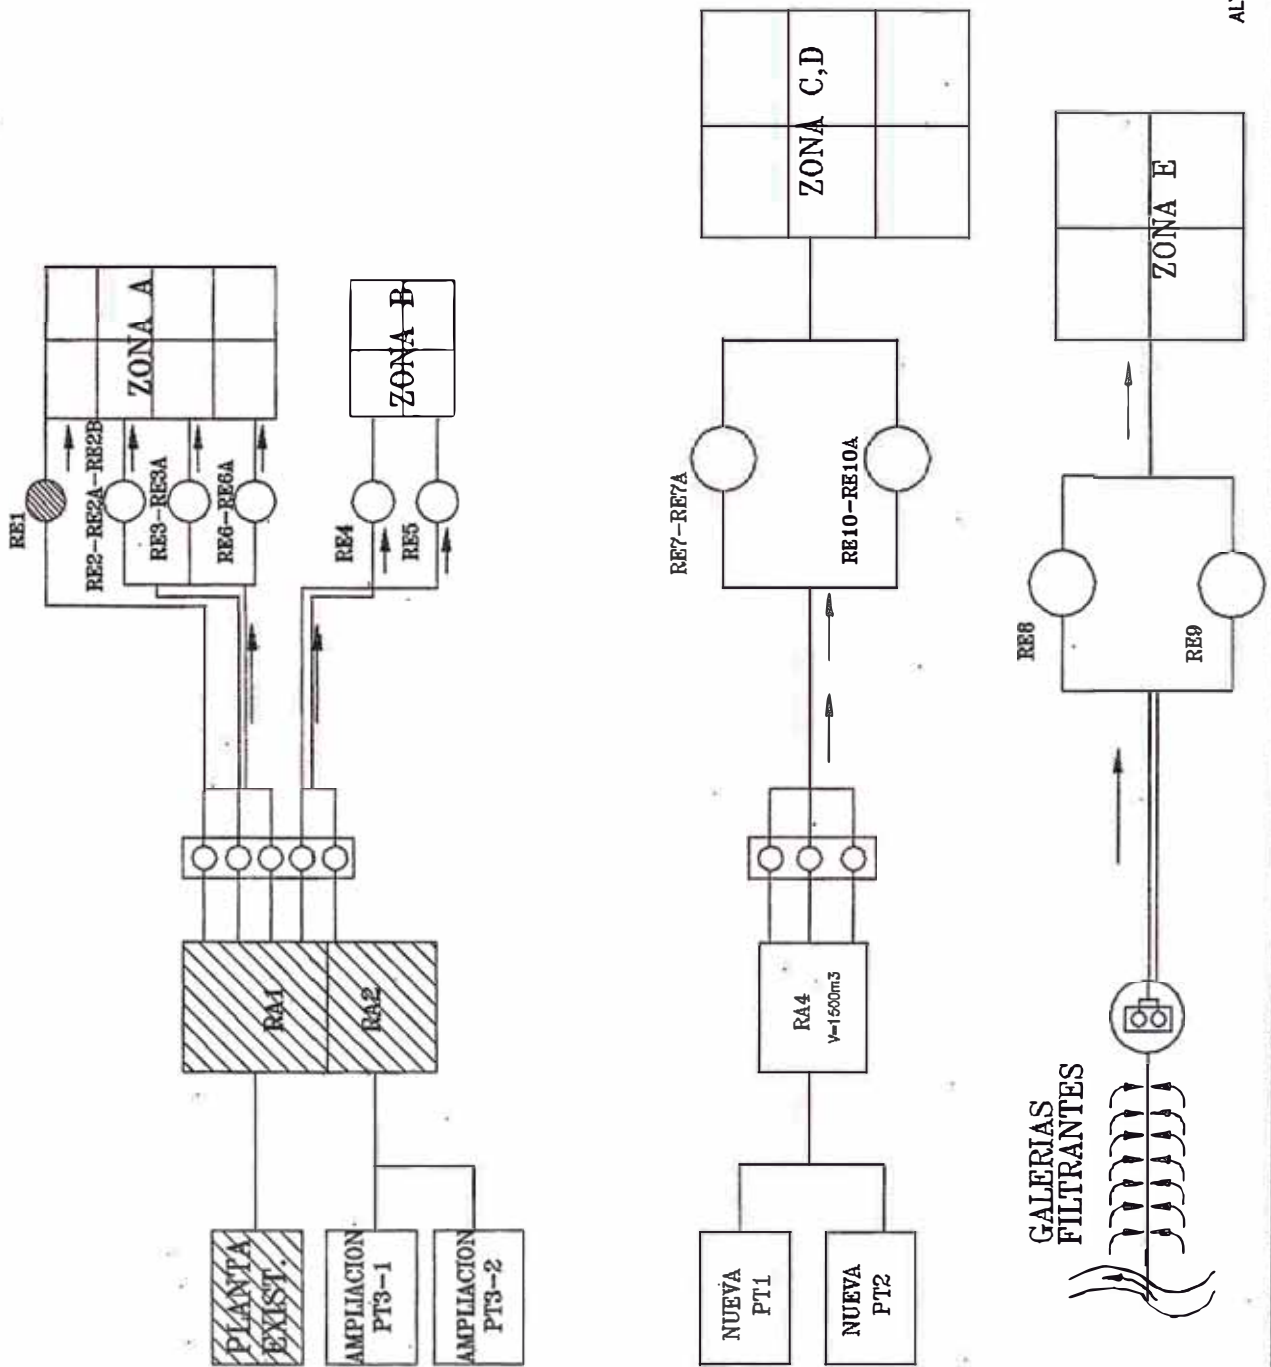 RE1
RE2-RE2A-RE2B
RE3-RE3A
RE6-RE6A
ZONA A
RE4
RE5
ZONA B
RA1
RA2
PLANTA
EXIST.
AMPLIACION
PT3-1
AMPLIACION
PT3-2
ZONA C,D
RE7-RE7A
RE10-RE10A
RA4
V=1500m3
NUEVA
PT1
NUEVA
PT2
ZONA E
RE8
RE9
GALERIAS
FILTRANTES